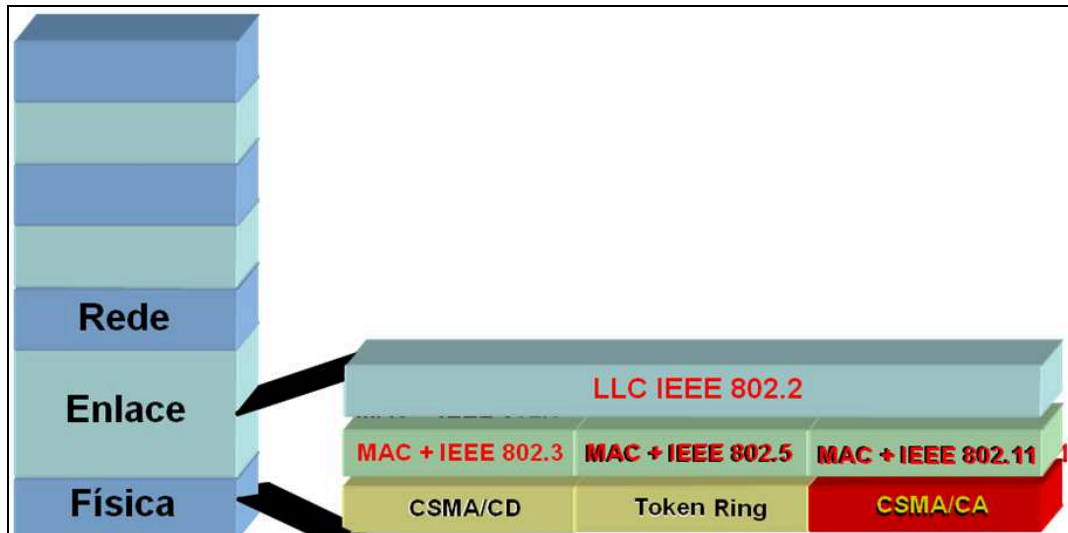 Rede
Enlace
Física
LLC IEEE 802.2
MAC + IEEE 802.3
MAC + IEEE 802.5
MAC + IEEE 802.11
CSMA/CD
Token Ring
CSMA/CA